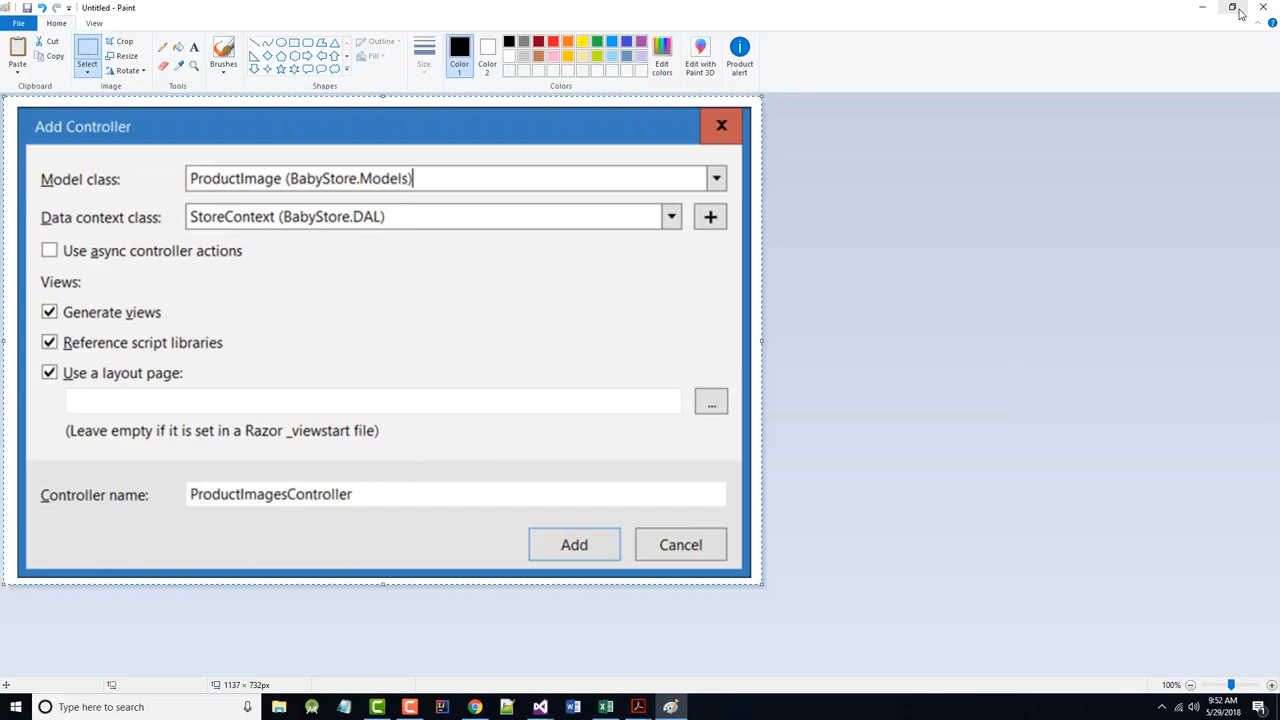 Untitled - Paint
File
Home
View
Paste
Cut
Copy
Clipboard
Select
Crop
Resize
Rotate
Image
A
Tools
Brushes
Shapes
Outline
Fill
Size
Color 1
Color 2
Edit colors
Colors
Edit with Paint 3D
Product alert
Add Controller
Model class:
ProductImage (BabyStore.Models)
Data context class:
StoreContext (BabyStore.DAL)
Use async controller actions
Views:
Generate views
Reference script libraries
Use a layout page:
...
(Leave empty if it is set in a Razor _viewstart file)
Controller name:
ProductImagesController
Add
Cancel
1137 × 732px
100%
Type here to search
9:52 AM
5/29/2018